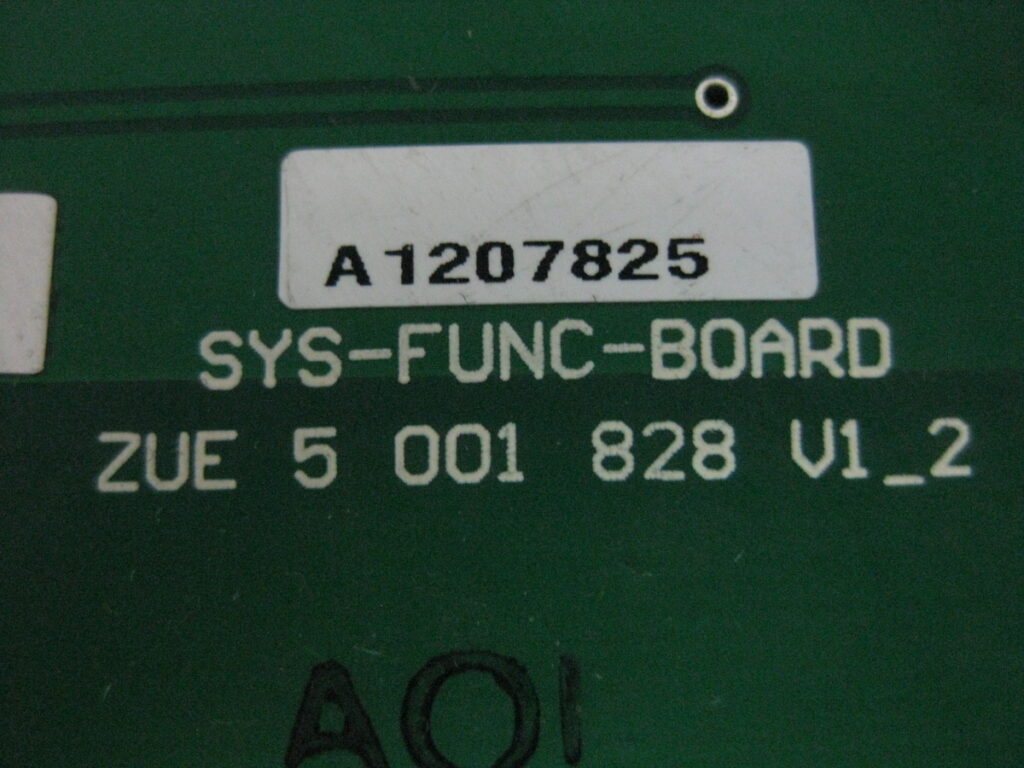 A1207825
SYS-FUNC-BOARD
ZUE 5 001 828 V1_2
AOI